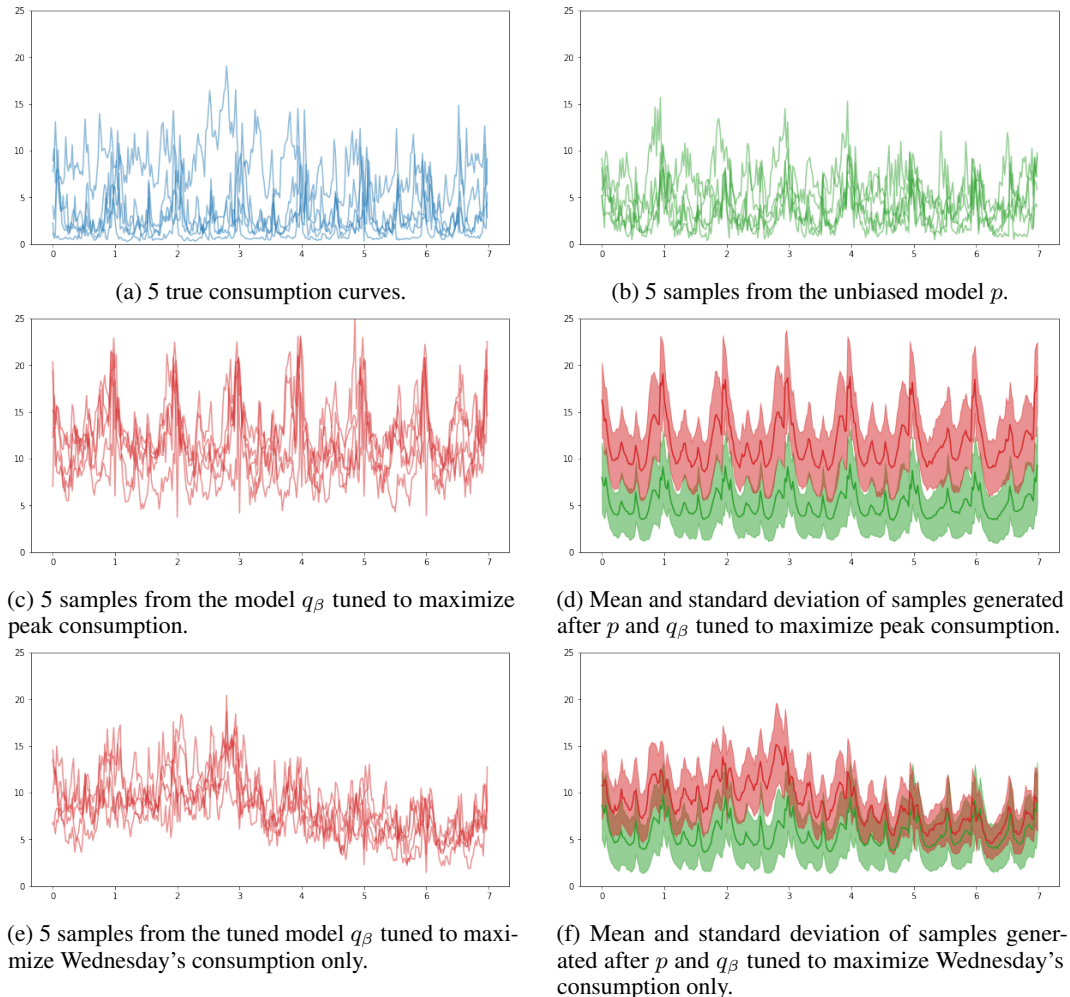 25
20
15
10
5
0
0 1 2 3 4 5 6 7
(a) 5 true consumption curves.
25
20
15
10
5
0
0 1 2 3 4 5 6 7
(b) 5 samples from the unbiased model p.
25
20
15
10
5
0
0 1 2 3 4 5 6 7
(c) 5 samples from the model qβ tuned to maximize
peak consumption.
25
20
15
10
5
0
0 1 2 3 4 5 6 7
(d) Mean and standard deviation of samples generated
after p and qβ tuned to maximize peak consumption.
25
20
15
10
5
0
0 1 2 3 4 5 6 7
(e) 5 samples from the tuned model qβ tuned to maxi-
mize Wednesday's consumption only.
25
20
15
10
5
0
0 1 2 3 4 5 6 7
(f) Mean and standard deviation of samples gener-
ated after p and qβ tuned to maximize Wednesday's
consumption only.